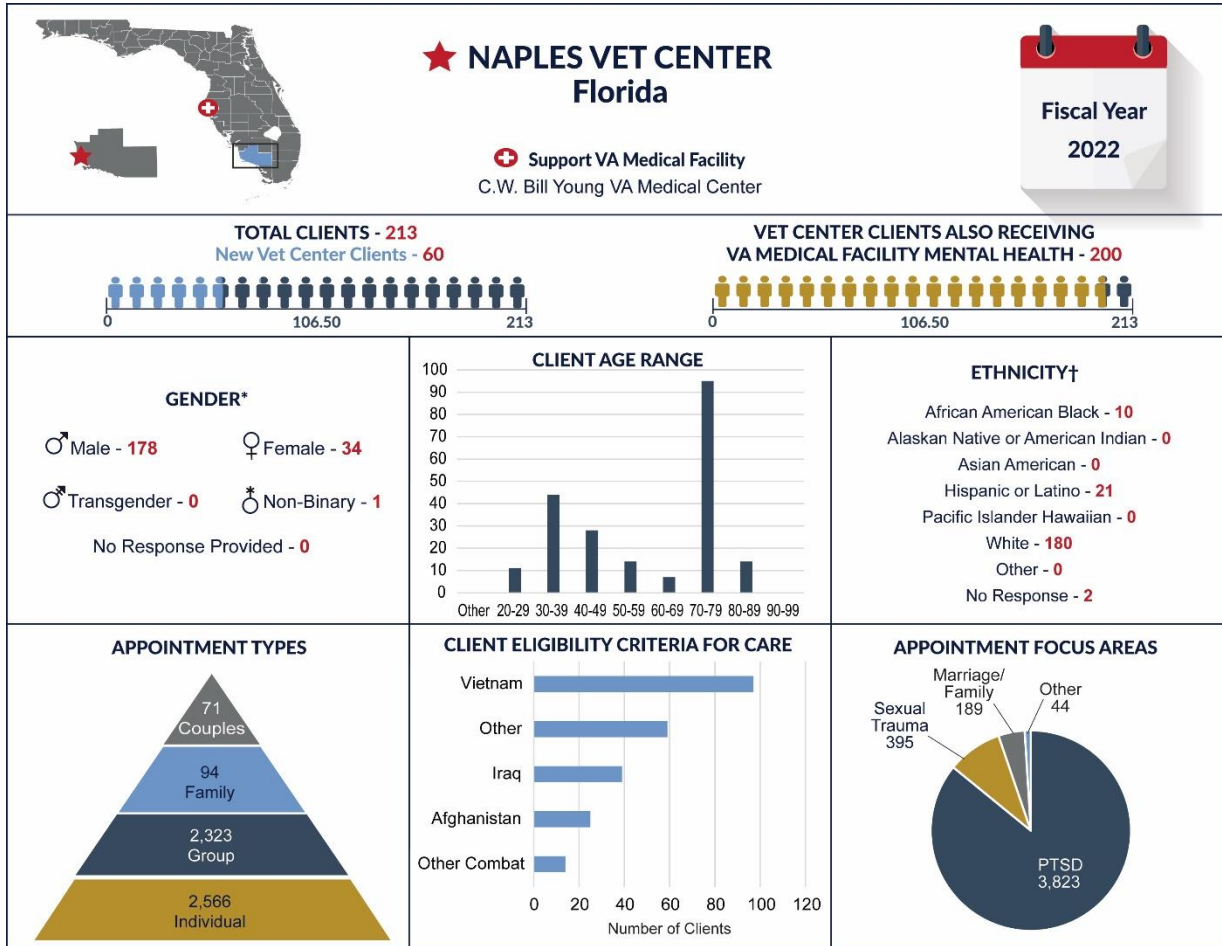 NAPLES VET CENTER
Florida
Support VA Medical Facility
C.W. Bill Young VA Medical Center
Fiscal Year
2022
TOTAL CLIENTS - 213
New Vet Center Clients - 60
0 106.50 213
VET CENTER CLIENTS ALSO RECEIVING
VA MEDICAL FACILITY MENTAL HEALTH - 200
0 106.50 213
GENDER*
Male - 178 Female - 34
Transgender - 0 Non-Binary - 1
No Response Provided - 0
CLIENT AGE RANGE
100
90
80
70
60
50
40
30
20
10
0
Other 20-29 30-39 40-49 50-59 60-69 70-79 80-89 90-99
ETHNICITY†
African American Black - 10
Alaskan Native or American Indian - 0
Asian American - 0
Hispanic or Latino - 21
Pacific Islander Hawaiian - 0
White - 180
Other - 0
No Response - 2
APPOINTMENT TYPES
71
Couples
94
Family
2,323
Group
2,566
Individual
CLIENT ELIGIBILITY CRITERIA FOR CARE
Vietnam
Other
Iraq
Afghanistan
Other Combat
0 20 40 60 80 100 120
Number of Clients
APPOINTMENT FOCUS AREAS
Marriage/
Family
189
Other
44
Sexual
Trauma
395
PTSD
3,823